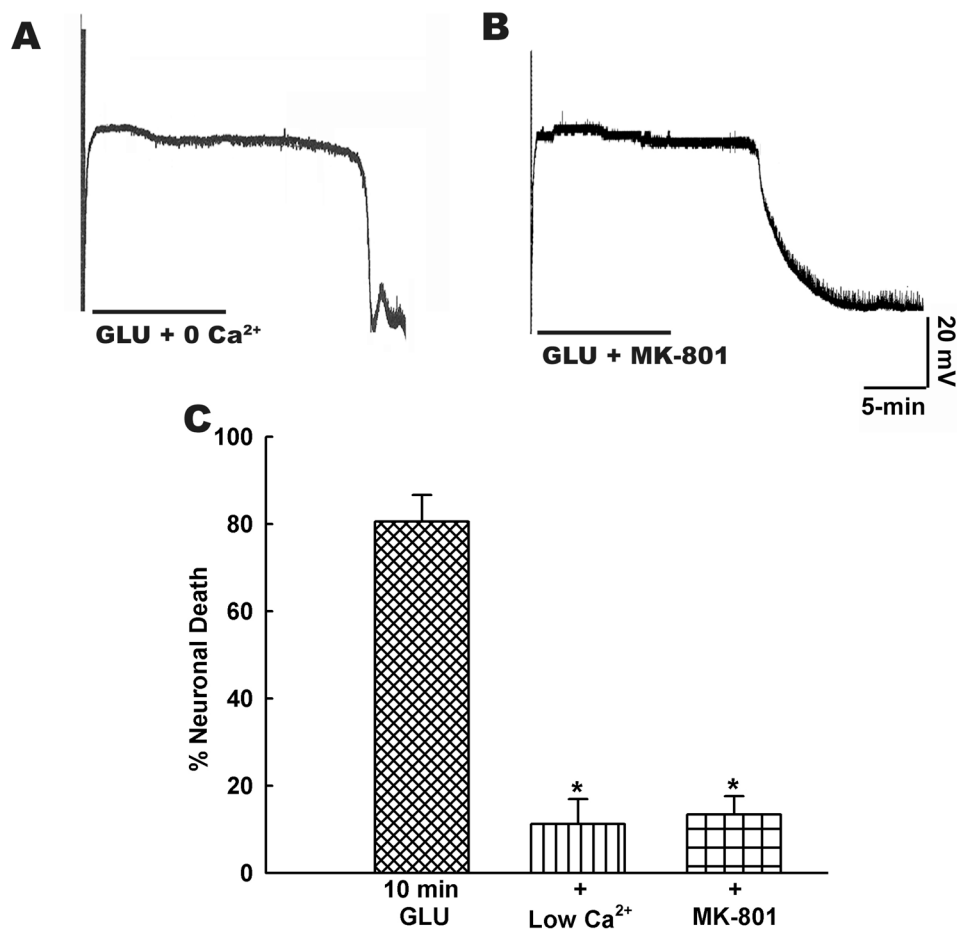 A
B
GLU + 0 Ca²⁺
GLU + MK-801
20 mV
5-min
C
100
80
60
40
20
0
% Neuronal Death
*
*
10 min
GLU
+
Low Ca²⁺
+
MK-801